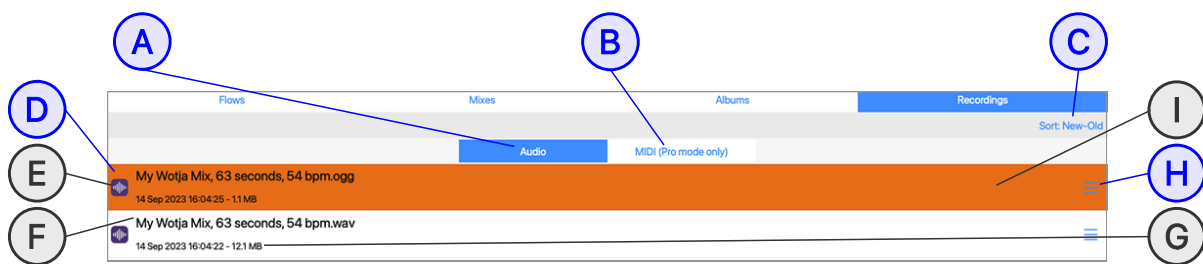 A B C
Flows Mixes Albums Recordings
D I
Sort: New-Old
Audio MIDI (Pro mode only)
E My Wotja Mix, 63 seconds, 54 bpm.ogg H
14 Sep 2023 16:04:25 - 1.1 MB
My Wotja Mix, 63 seconds, 54 bpm.wav
F G
14 Sep 2023 16:04:22 - 12.1 MB